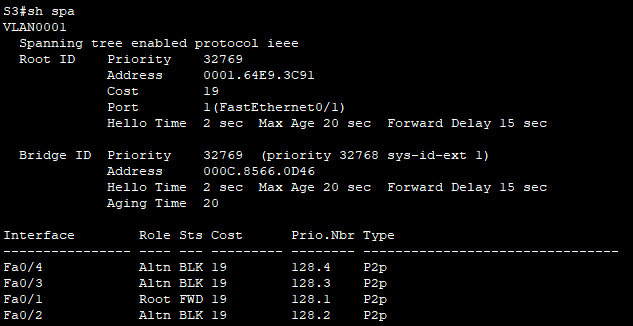 S3#sh spa
VLAN0001
  Spanning tree enabled protocol ieee
  Root ID    Priority    32769
             Address     0001.64E9.3C91
             Cost        19
             Port        1(FastEthernet0/1)
             Hello Time  2 sec  Max Age 20 sec  Forward Delay 15 sec

  Bridge ID  Priority    32769  (priority 32768 sys-id-ext 1)
             Address     000C.8566.0D46
             Hello Time  2 sec  Max Age 20 sec  Forward Delay 15 sec
             Aging Time  20

Interface        Role Sts Cost      Prio.Nbr Type
---------------- ---- --- --------- -------- --------------------------------
Fa0/4            Altn BLK 19        128.4    P2p
Fa0/3            Altn BLK 19        128.3    P2p
Fa0/1            Root FWD 19        128.1    P2p
Fa0/2            Altn BLK 19        128.2    P2p